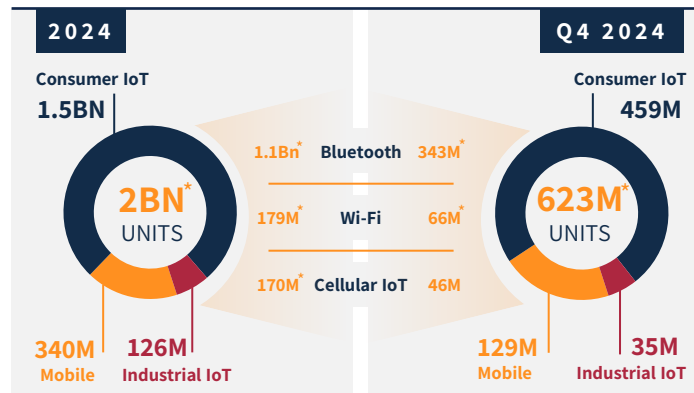 2024
Q4 2024
Consumer IoT
1.5BN
Consumer IoT
459M
1.1Bn* Bluetooth 343M*
2BN*
UNITS
179M* Wi-Fi 66M*
623M*
UNITS
170M* Cellular IoT 46M
340M
Mobile
126M
Industrial IoT
129M
Mobile
35M
Industrial IoT